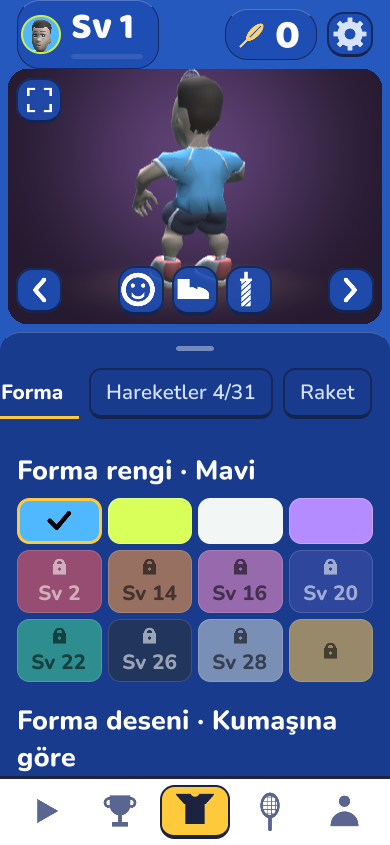 Sv 1
0
Forma
Hareketler 4/31
Raket
Forma rengi · Mavi
Sv 2
Sv 14
Sv 16
Sv 20
Sv 22
Sv 26
Sv 28
Forma deseni · Kumaşına
göre